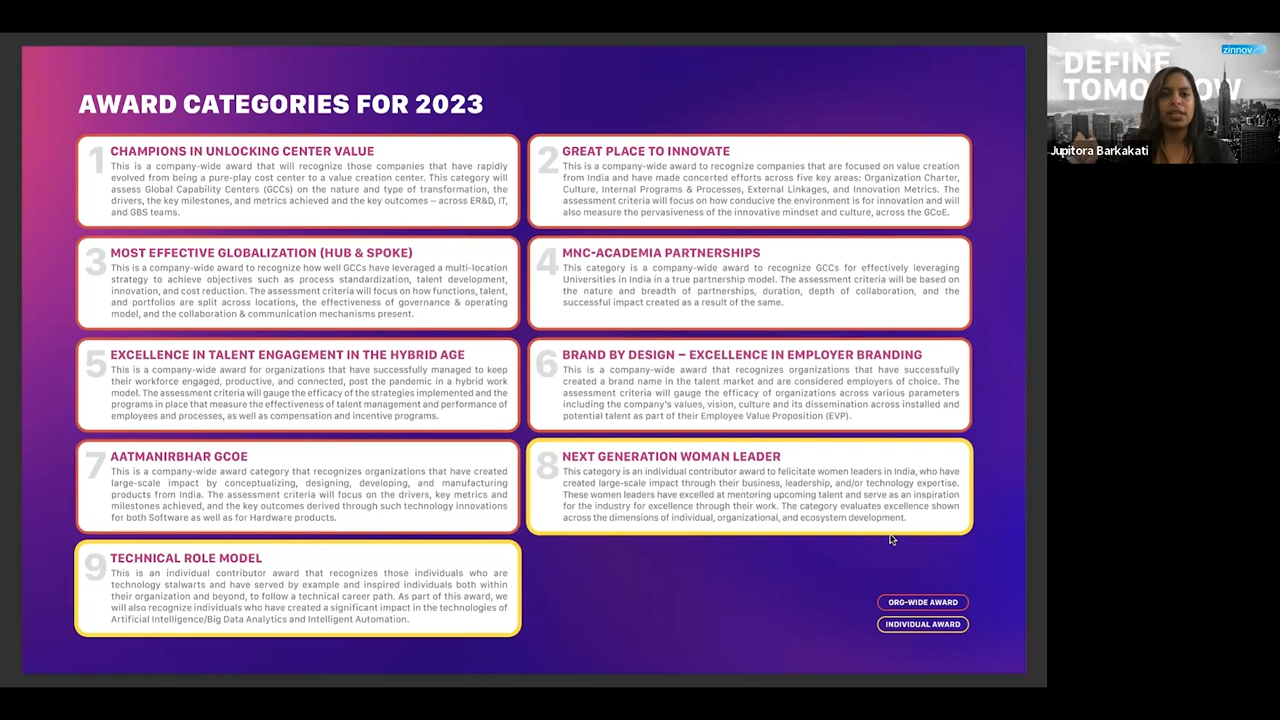 AWARD CATEGORIES FOR 2023
1
CHAMPIONS IN UNLOCKING CENTER VALUE
This is a company-wide award that will recognize those companies that have rapidly
evolved from being a pure-play cost center to a value creation center. This category will
assess Global Capability Centers (GCCs) on the nature and type of transformation, the
drivers, the key milestones, and metrics achieved and the key outcomes – across ER&D, IT,
and GBS teams.
2
GREAT PLACE TO INNOVATE
This is a company-wide award to recognize companies that are focused on value creation
from India and have made concerted efforts across five key areas: Organization Charter,
Culture, Internal Programs & Processes, External Linkages, and Innovation Metrics. The
assessment criteria will focus on how conducive the environment is for innovation and will
also measure the pervasiveness of the innovative mindset and culture, across the GCoE.
3
MOST EFFECTIVE GLOBALIZATION (HUB & SPOKE)
This is a company-wide award to recognize how well GCCs have leveraged a multi-location
strategy to achieve objectives such as process standardization, talent development,
innovation, and cost reduction. The assessment criteria will focus on how functions, talent,
and portfolios are split across locations, the effectiveness of governance & operating
model, and the collaboration & communication mechanisms present.
4
MNC-ACADEMIA PARTNERSHIPS
This category is a company-wide award to recognize GCCs for effectively leveraging
Universities in India in a true partnership model. The assessment criteria will be based on
the nature and breadth of partnerships, duration, depth of collaboration, and the
successful impact created as a result of the same.
5
EXCELLENCE IN TALENT ENGAGEMENT IN THE HYBRID AGE
This is a company-wide award for organizations that have successfully managed to keep
their workforce engaged, productive, and connected, post the pandemic in a hybrid work
model. The assessment criteria will gauge the efficacy of the strategies implemented and the
programs in place that measure the effectiveness of talent management and performance of
employees and processes, as well as compensation and incentive programs.
6
BRAND BY DESIGN – EXCELLENCE IN EMPLOYER BRANDING
This is a company-wide award that recognizes organizations that have successfully
created a brand name in the talent market and are considered employers of choice. The
assessment criteria will gauge the efficacy of organizations across various parameters
including the company's values, vision, culture and its dissemination across installed and
potential talent as part of their Employee Value Proposition (EVP).
7
AATMANIRBHAR GCOE
This is a company-wide award category that recognizes organizations that have created
large-scale impact by conceptualizing, designing, developing, and manufacturing
products from India. The assessment criteria will focus on the drivers, key metrics and
milestones achieved, and the key outcomes derived through such technology innovations
for both Software as well as for Hardware products.
8
NEXT GENERATION WOMAN LEADER
This category is an individual contributor award to felicitate women leaders in India, who have
created large-scale impact through their business, leadership, and/or technology expertise.
These women leaders have excelled at mentoring upcoming talent and serve as an inspiration
for the industry for excellence through their work. The category evaluates excellence shown
across the dimensions of individual, organizational, and ecosystem development.
9
TECHNICAL ROLE MODEL
This is an individual contributor award that recognizes those individuals who are
technology stalwarts and have served by example and inspired individuals both within
their organization and beyond, to follow a technical career path. As part of this award, we
will also recognize individuals who have created a significant impact in the technologies of
Artificial Intelligence/Big Data Analytics and Intelligent Automation.
ORG-WIDE AWARD
INDIVIDUAL AWARD
zinnov
DEFINE
TOMO OW
Jupitora Barkakati